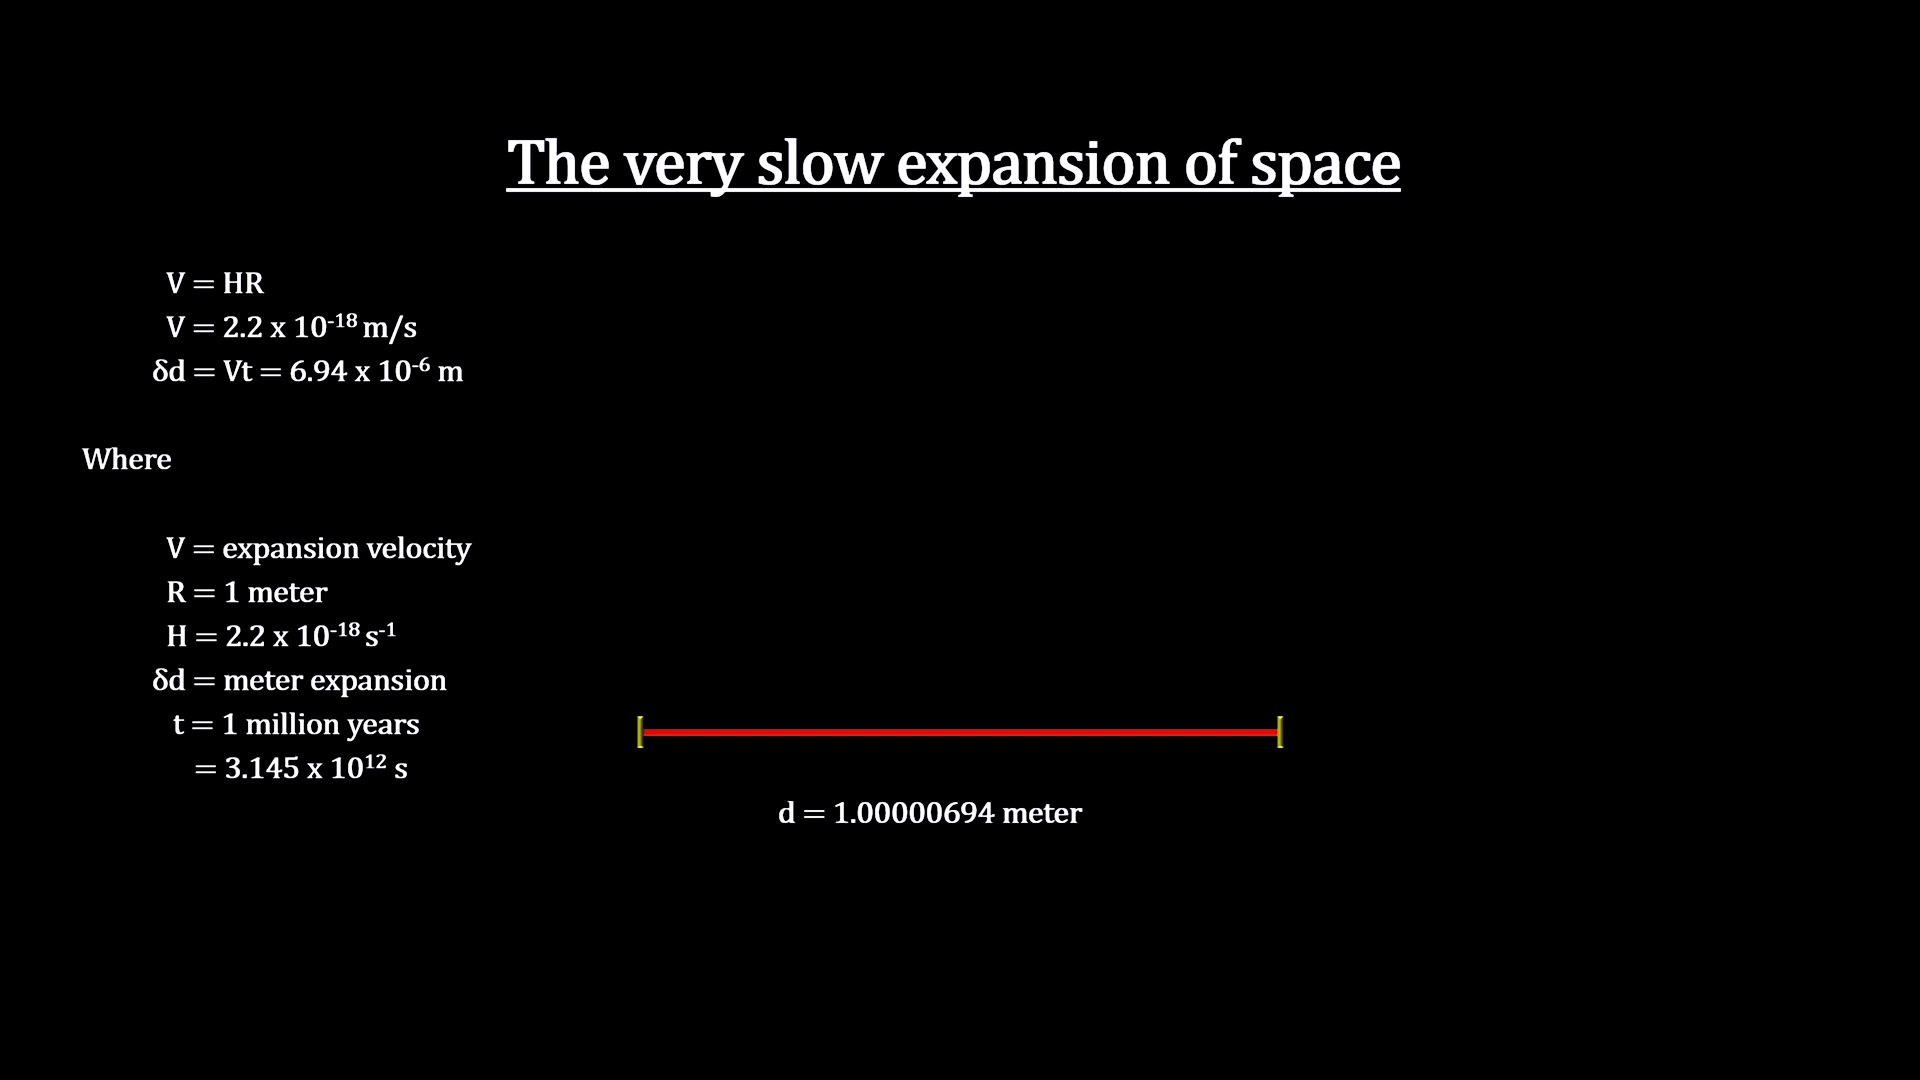 The very slow expansion of space
V = HR
V = 2.2 x 10⁻¹⁸ m/s
δd = Vt = 6.94 x 10⁻⁶ m
Where
V = expansion velocity
R = 1 meter
H = 2.2 x 10⁻¹⁸ s⁻¹
δd = meter expansion
t = 1 million years
= 3.145 x 10¹² s
d = 1.00000694 meter